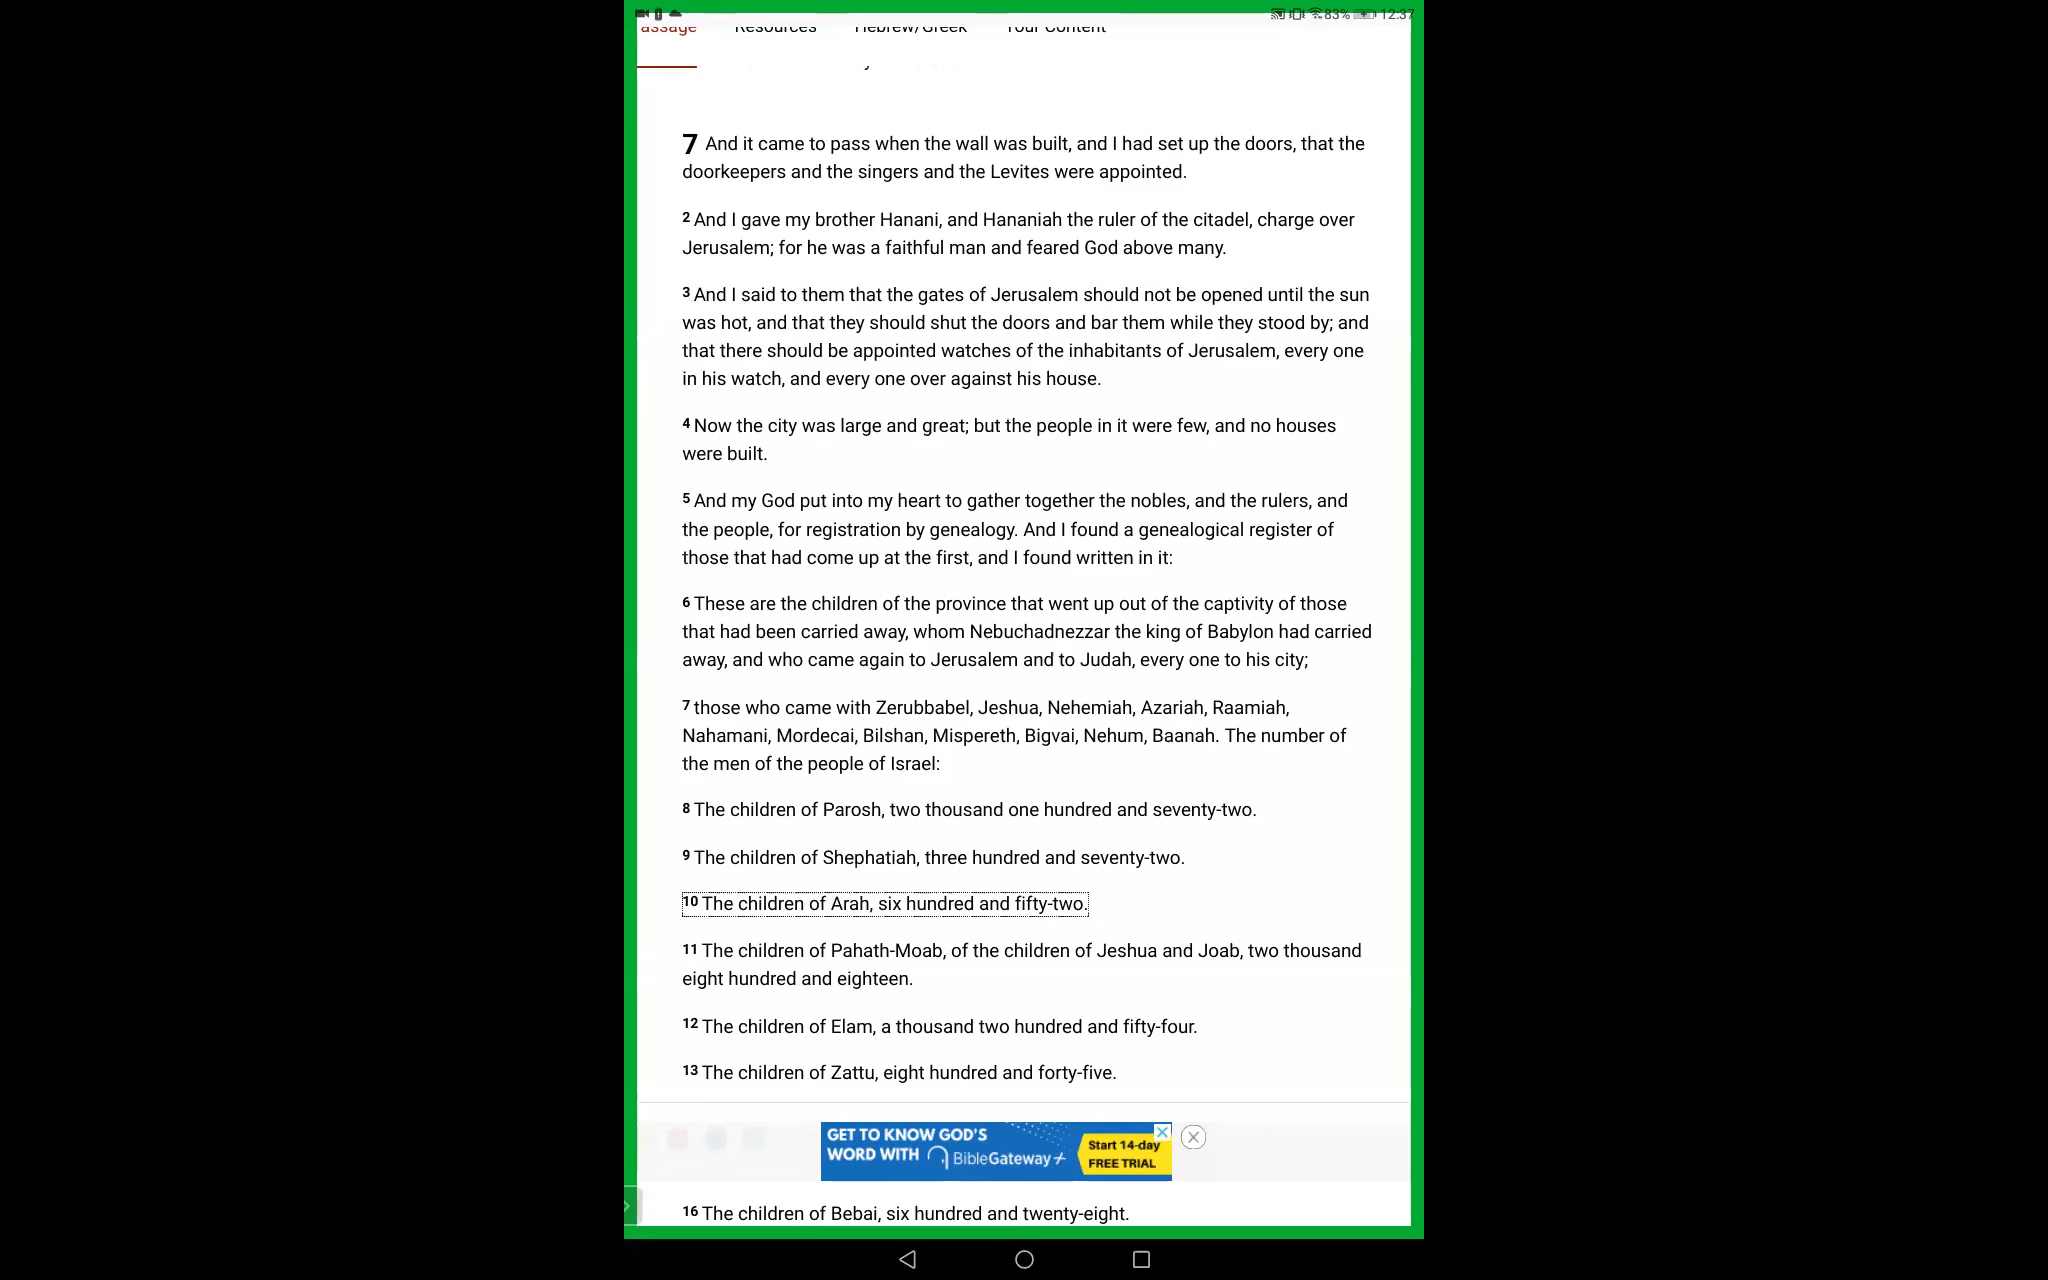 83% 12:37
assage Resources Hebrew/Greek Your Content
7 And it came to pass when the wall was built, and I had set up the doors, that the
doorkeepers and the singers and the Levites were appointed.
2 And I gave my brother Hanani, and Hananiah the ruler of the citadel, charge over
Jerusalem; for he was a faithful man and feared God above many.
3 And I said to them that the gates of Jerusalem should not be opened until the sun
was hot, and that they should shut the doors and bar them while they stood by; and
that there should be appointed watches of the inhabitants of Jerusalem, every one
in his watch, and every one over against his house.
4 Now the city was large and great; but the people in it were few, and no houses
were built.
5 And my God put into my heart to gather together the nobles, and the rulers, and
the people, for registration by genealogy. And I found a genealogical register of
those that had come up at the first, and I found written in it:
6 These are the children of the province that went up out of the captivity of those
that had been carried away, whom Nebuchadnezzar the king of Babylon had carried
away, and who came again to Jerusalem and to Judah, every one to his city;
7 those who came with Zerubbabel, Jeshua, Nehemiah, Azariah, Raamiah,
Nahamani, Mordecai, Bilshan, Mispereth, Bigvai, Nehum, Baanah. The number of
the men of the people of Israel:
8 The children of Parosh, two thousand one hundred and seventy-two.
9 The children of Shephatiah, three hundred and seventy-two.
10 The children of Arah, six hundred and fifty-two.
11 The children of Pahath-Moab, of the children of Jeshua and Joab, two thousand
eight hundred and eighteen.
12 The children of Elam, a thousand two hundred and fifty-four.
13 The children of Zattu, eight hundred and forty-five.
GET TO KNOW GOD'S
WORD WITH BibleGateway+
Start 14-day
FREE TRIAL
16 The children of Bebai, six hundred and twenty-eight.